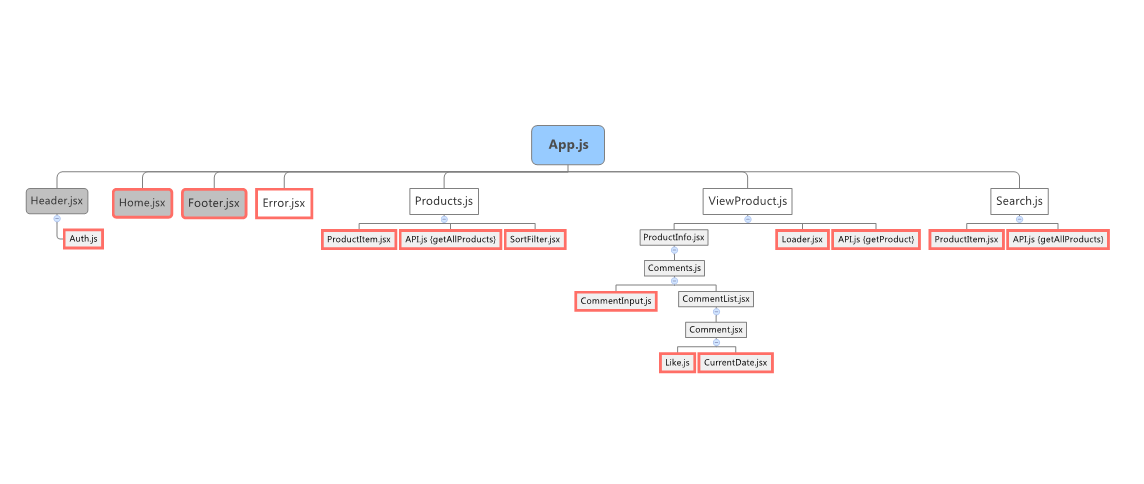 App.js
Header.jsx
Home.jsx
Footer.jsx
Error.jsx
Products.js
ViewProduct.js
Search.js
Auth.js
ProductItem.jsx
API.js (getAllProducts)
SortFilter.jsx
ProductInfo.jsx
Loader.jsx
API.js (getProduct)
ProductItem.jsx
API.js (getAllProducts)
Comments.js
CommentInput.js
CommentList.jsx
Comment.jsx
Like.js
CurrentDate.jsx